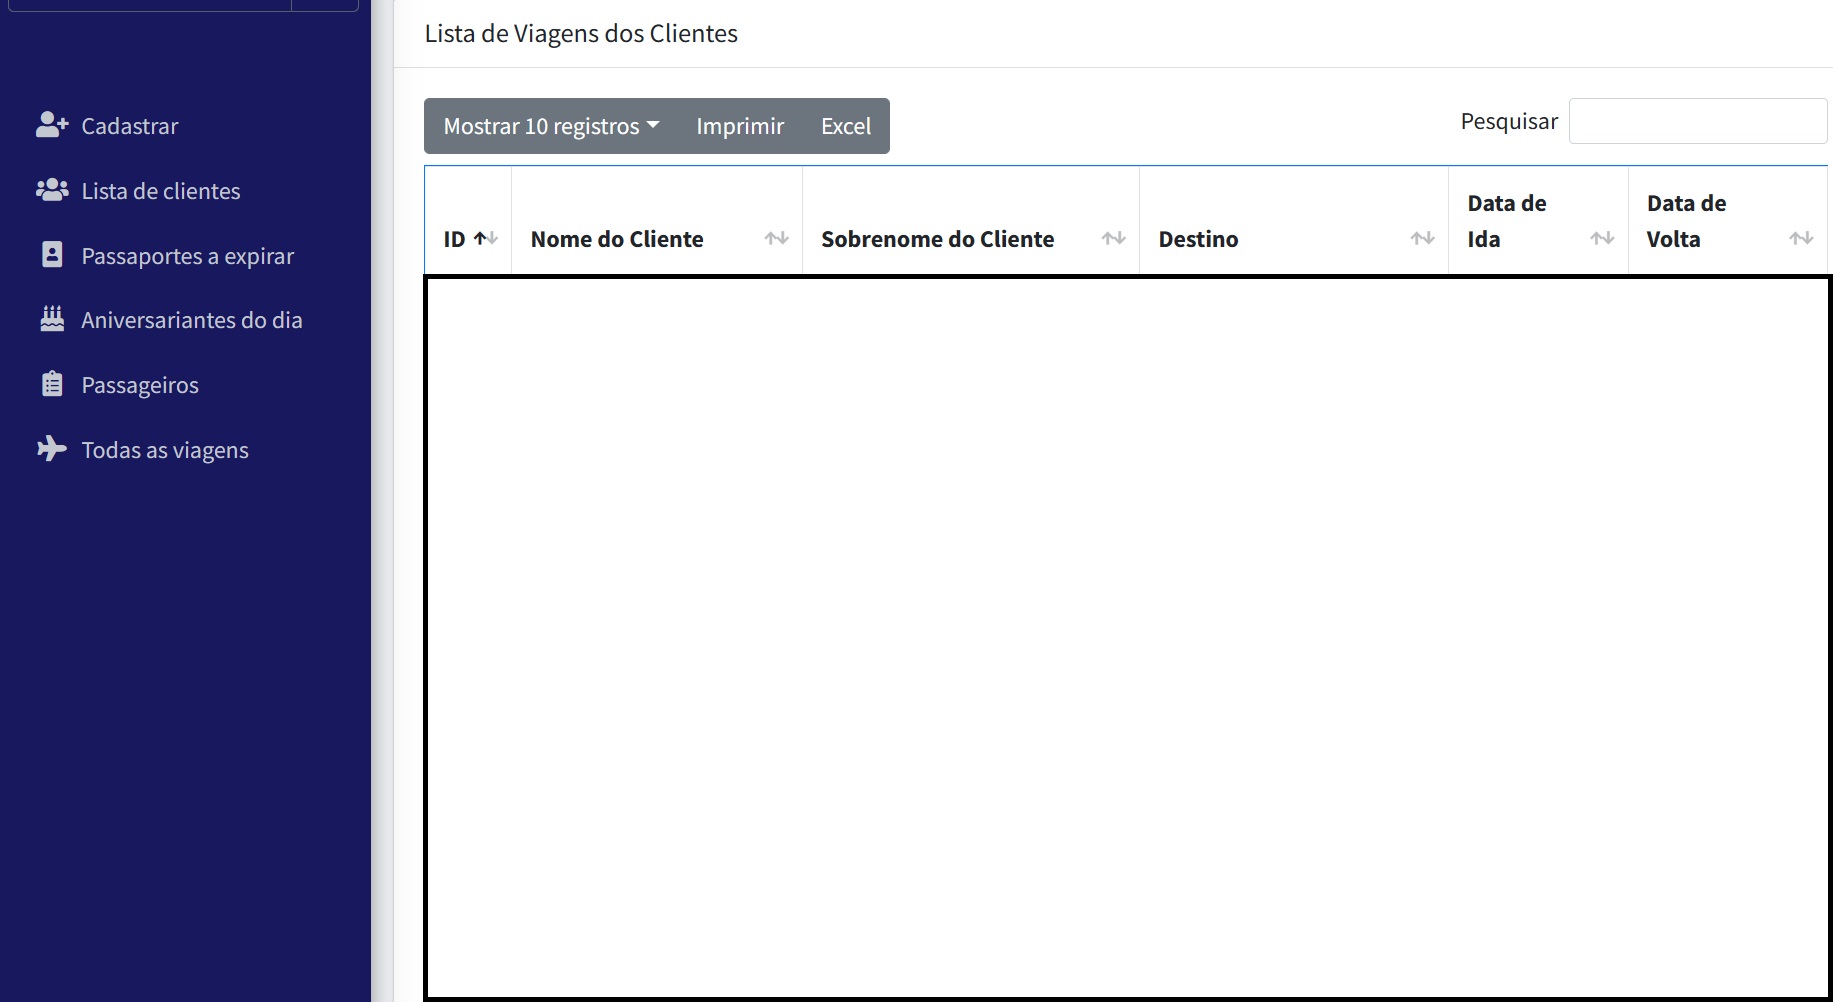 Cadastrar
Lista de clientes
Passaportes a expirar
Aniversariantes do dia
Passageiros
Todas as viagens
Lista de Viagens dos Clientes
Mostrar 10 registros Imprimir Excel
Pesquisar
ID Nome do Cliente Sobrenome do Cliente Destino Data de Ida Data de Volta